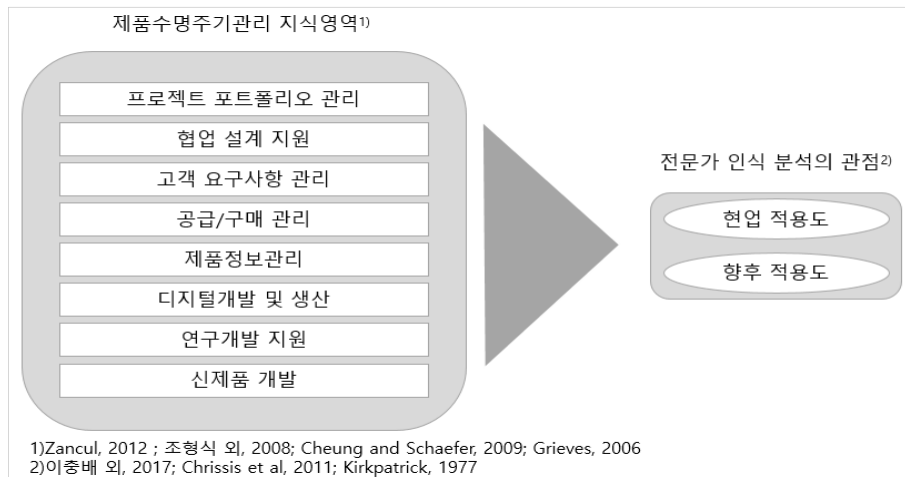 제품수명주기관리 지식영역1)
프로젝트 포트폴리오 관리
협업 설계 지원
고객 요구사항 관리
공급/구매 관리
제품정보관리
디지털개발 및 생산
연구개발 지원
신제품 개발
전문가 인식 분석의 관점2)
현업 적용도
향후 적용도
1)Zancul, 2012 ; 조형식 외, 2008; Cheung and Schaefer, 2009; Grieves, 2006
2)이충배 외, 2017; Chrissis et al, 2011; Kirkpatrick, 1977